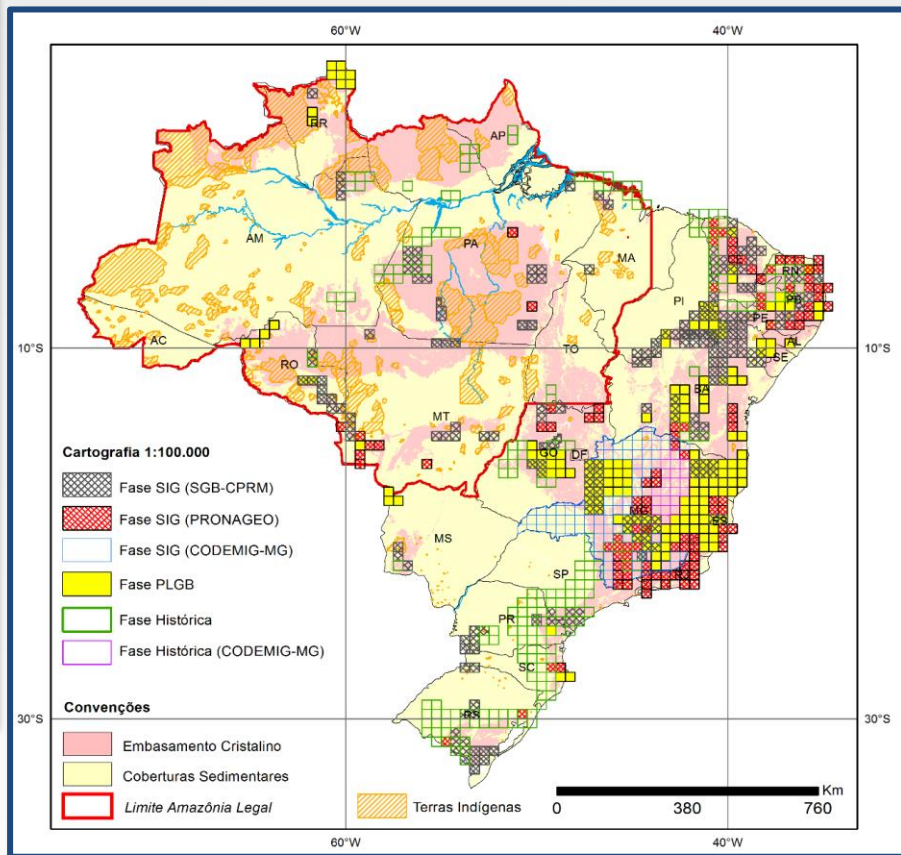 60°W 40°W
RR
AP
AM
PA
MA
RN
PI
PB
PE
AC
AL
10°S 10°S
SE
TO
RO
BA
MT
Cartografia 1:100.000
GO
DF
Fase SIG (SGB-CPRM)
Fase SIG (PRONAGEO)
MG
ES
Fase SIG (CODEMIG-MG)
MS
Fase PLGB
SP
RJ
Fase Histórica
PR
Fase Histórica (CODEMIG-MG)
SC
Convenções
RS
30°S 30°S
Embasamento Cristalino
Coberturas Sedimentares
Km
Limite Amazônia Legal
Terras Indígenas
0 380 760
60°W 40°W